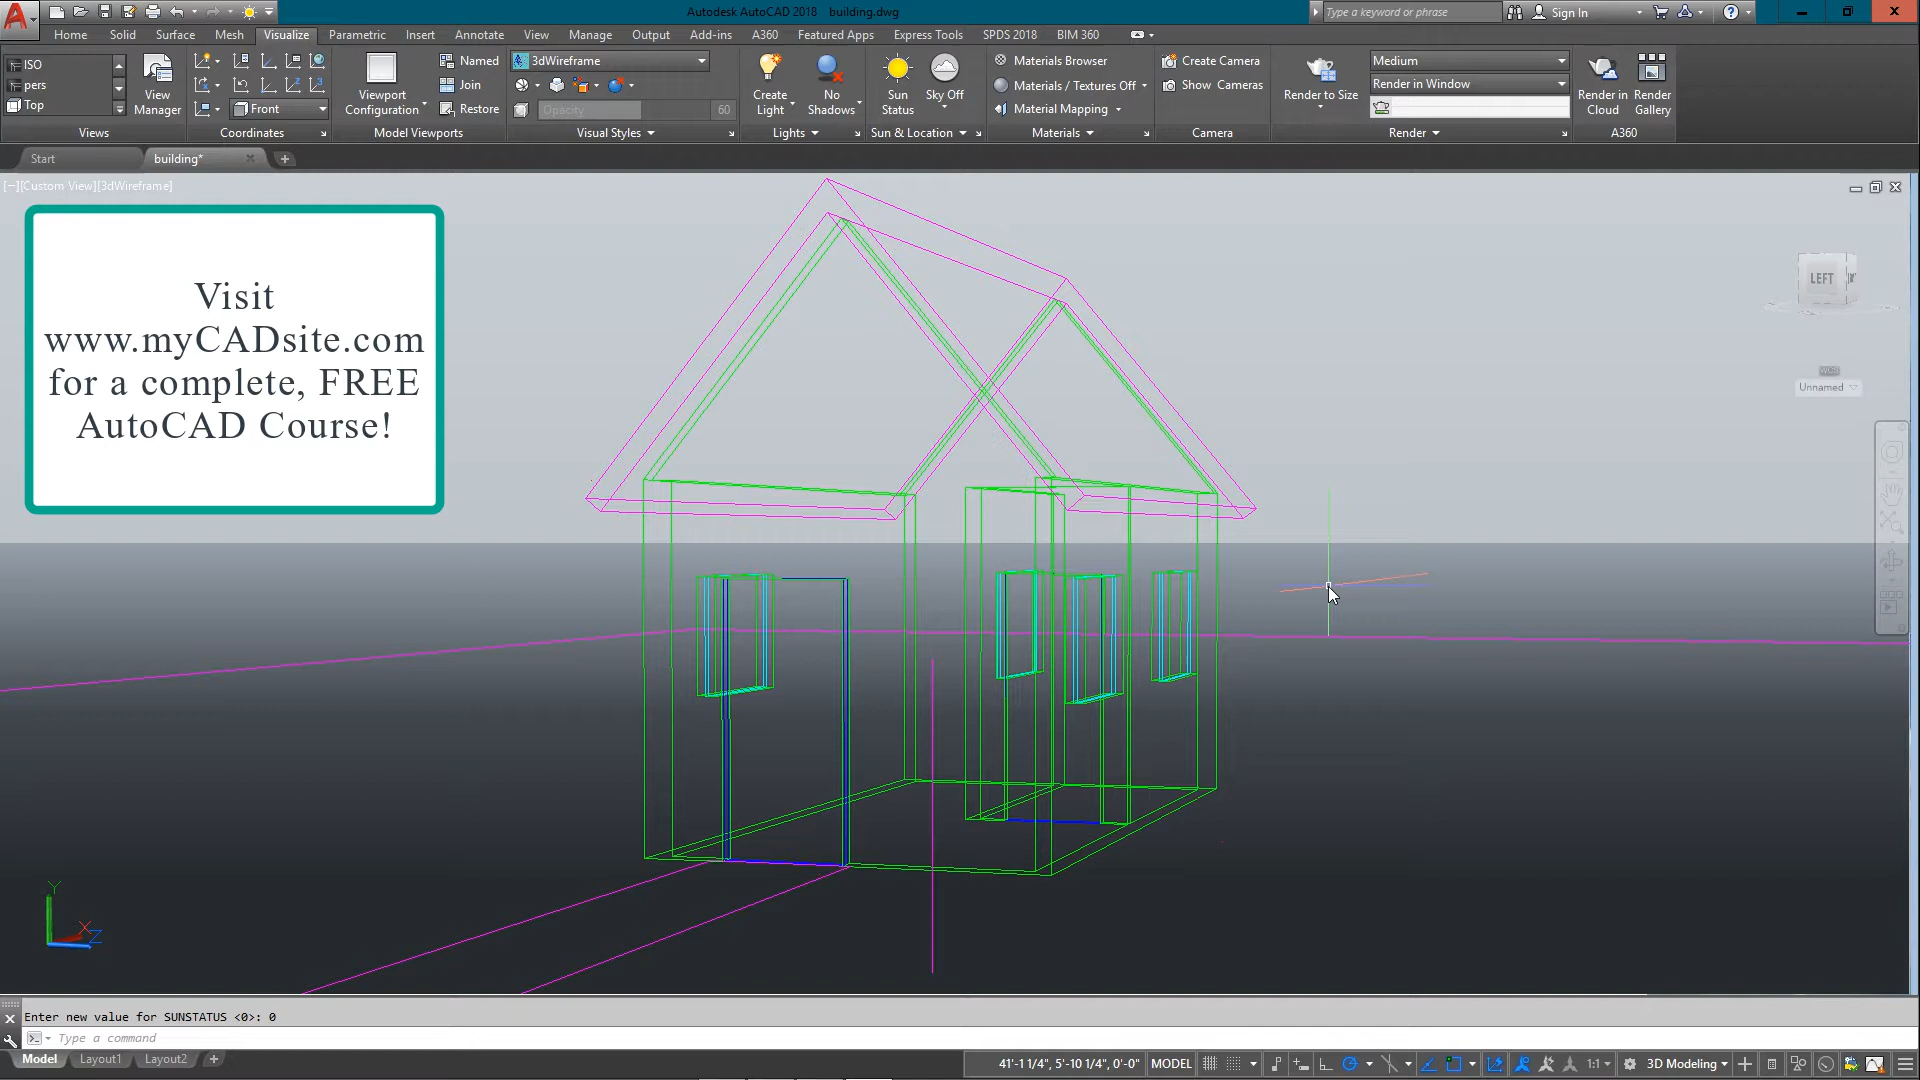 Autodesk AutoCAD 2018 building.dwg
Type a keyword or phrase
Sign In
Home Solid Surface Mesh Visualize Parametric Insert Annotate View Manage Output Add-ins A360 Featured Apps Express Tools SPDS 2018 BIM 360
ISO
pers
Top
View
Manager
Front
Viewport
Configuration
Named
Join
Restore
3dWireframe
Opacity 60
Create
Light
No
Shadows
Sun
Status
Sky Off
Materials Browser
Materials / Textures Off
Material Mapping
Create Camera
Show Cameras
Render to Size
Medium
Render in Window
Render in
Cloud
Render
Gallery
Views Coordinates Model Viewports Visual Styles Lights Sun & Location Materials Camera Render A360
Start building*
[−][Custom View][3dWireframe]
Visit
www.myCADsite.com
for a complete, FREE
AutoCAD Course!
LEFT
WCS
Unnamed
Y
X
Z
Enter new value for SUNSTATUS <0>: 0
Type a command
Model Layout1 Layout2
41'-1 1/4", 5'-10 1/4", 0'-0" MODEL 1:1 3D Modeling